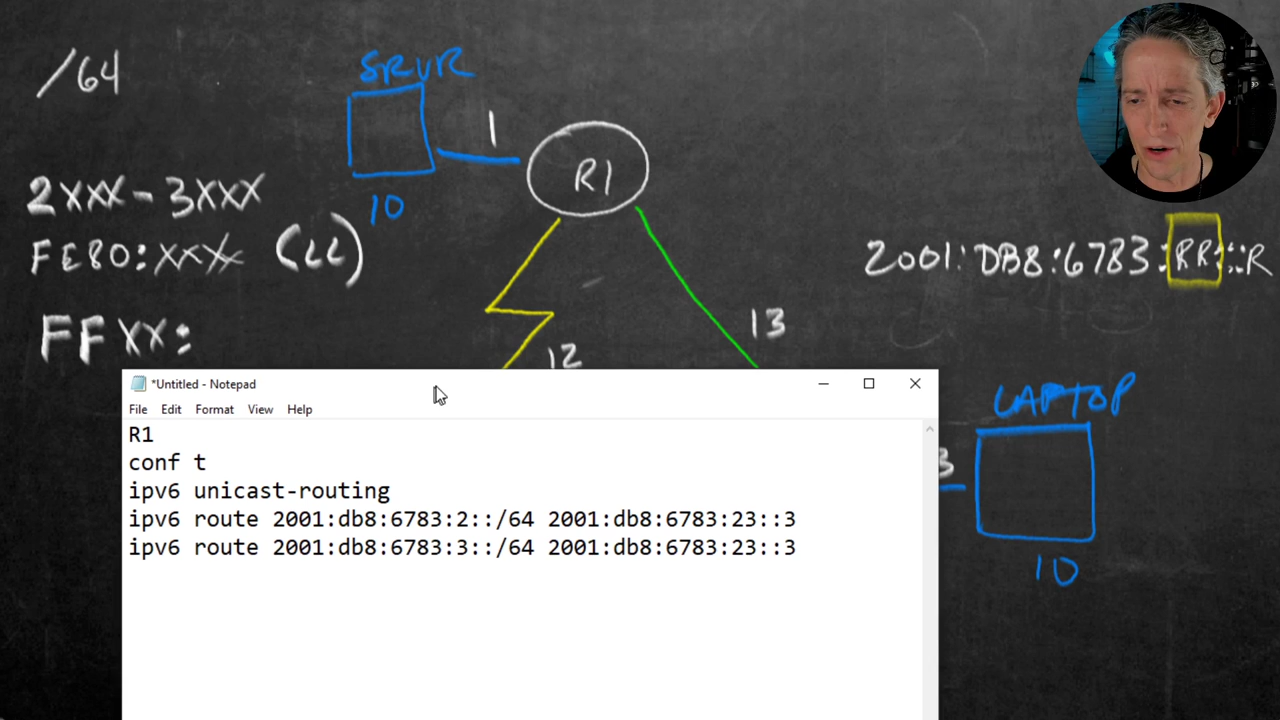 /64
SRVR
1
R1
10
2XXX - 3XXX
FE80:XXX (LL)
FFXX:
2001:DB8:6783:RR:::R
13
12
LAPTOP
3
10
*Untitled - Notepad
File Edit Format View Help
R1
conf t
ipv6 unicast-routing
ipv6 route 2001:db8:6783:2::/64 2001:db8:6783:23::3
ipv6 route 2001:db8:6783:3::/64 2001:db8:6783:23::3